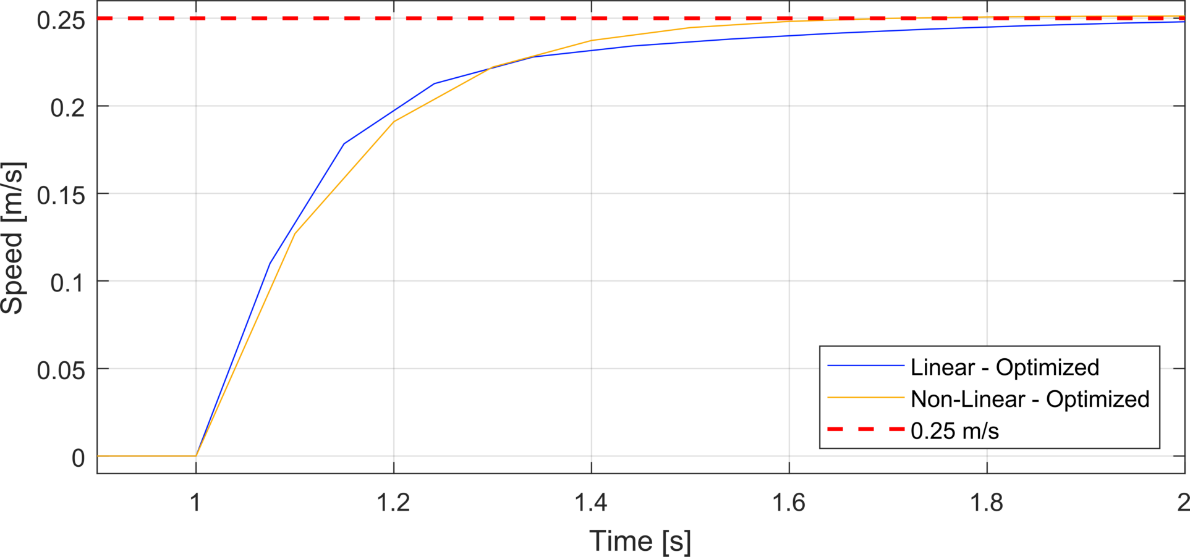 0.25
0.2
0.15
0.1
0.05
0
Speed [m/s]
1
1.2
1.4
1.6
1.8
2
Time [s]
Linear - Optimized
Non-Linear - Optimized
0.25 m/s